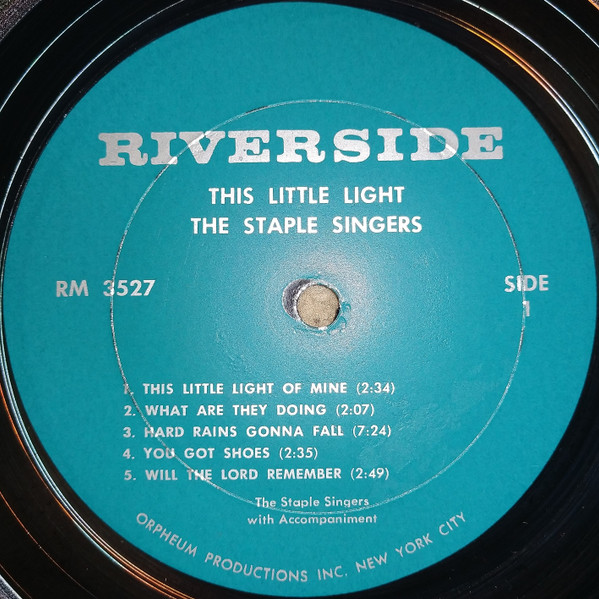 RIVERSIDE
THIS LITTLE LIGHT
THE STAPLE SINGERS
RM 3527
SIDE
1
1. THIS LITTLE LIGHT OF MINE (2:34)
2. WHAT ARE THEY DOING (2:07)
3. HARD RAINS GONNA FALL (7:24)
4. YOU GOT SHOES (2:35)
5. WILL THE LORD REMEMBER (2:49)
The Staple Singers
with Accompaniment
ORPHEUM PRODUCTIONS INC. NEW YORK CITY